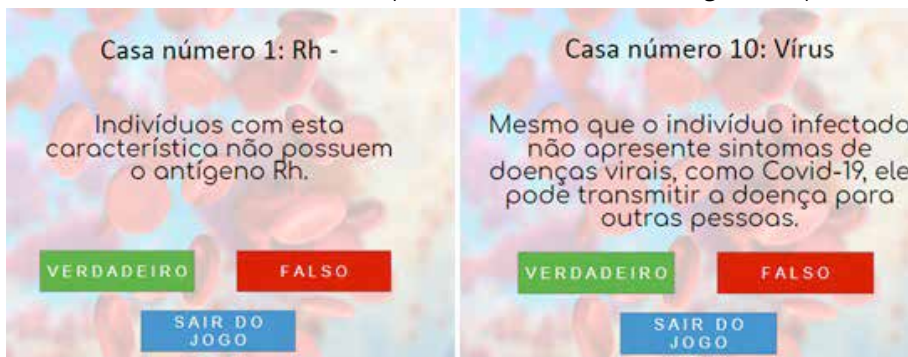 Casa número 1: Rh -
Indivíduos com esta
característica não possuem
o antígeno Rh.
VERDADEIRO
FALSO
SAIR DO
JOGO
Casa número 10: Vírus
Mesmo que o indivíduo infectado
não apresente sintomas de
doenças virais, como Covid-19, ele
pode transmitir a doença para
outras pessoas.
VERDADEIRO
FALSO
SAIR DO
JOGO